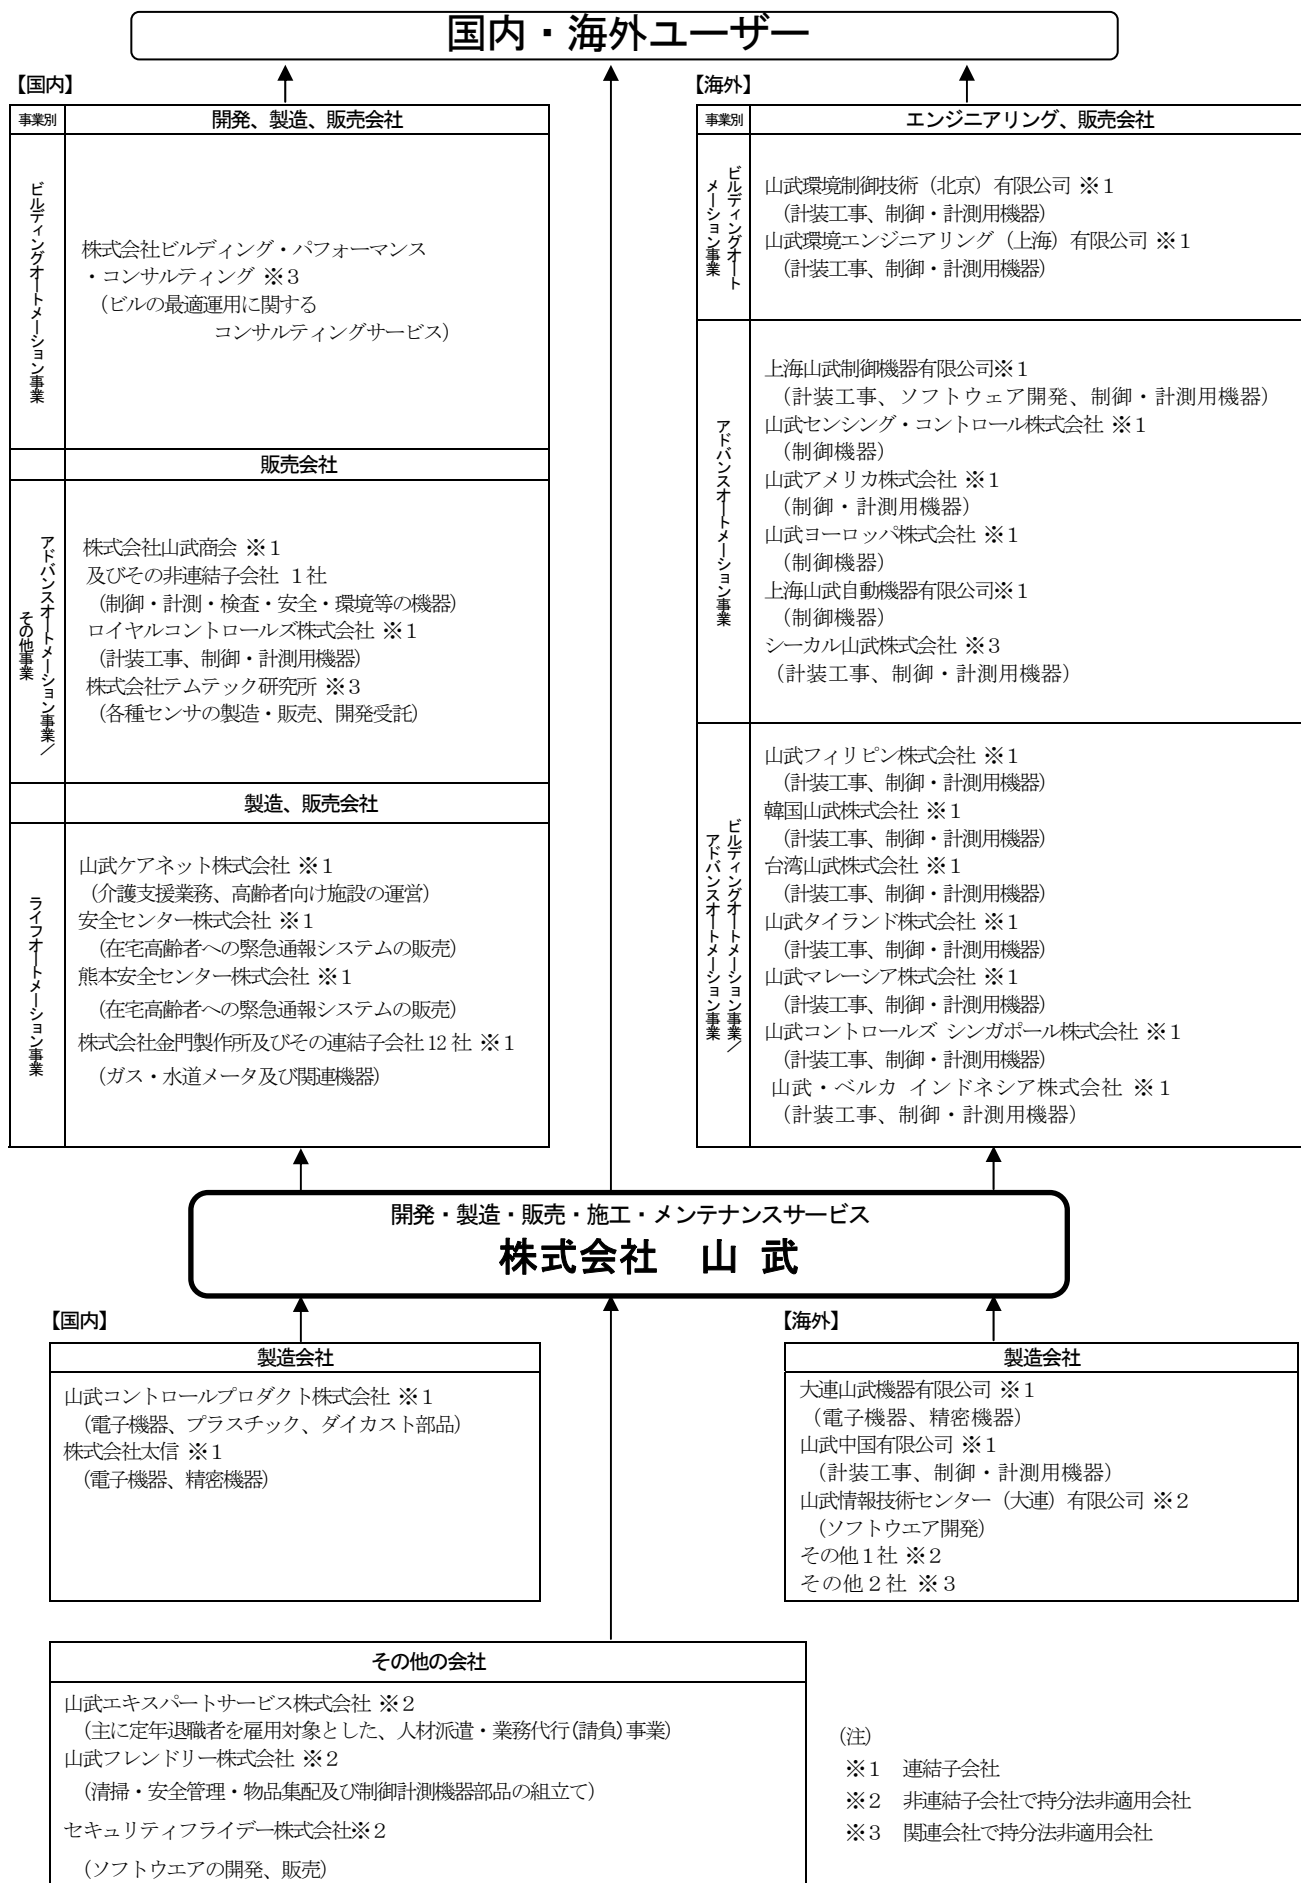 国内・海外ユーザー
【国内】
事業別
開発、製造、販売会社
ビルディングオートメーション事業
株式会社ビルディング・パフォーマンス
・コンサルティング ※3
（ビルの最適運用に関する
コンサルティングサービス）
販売会社
アドバンスオートメーション事業／
その他事業
株式会社山武商会 ※1
及びその非連結子会社 1社
（制御・計測・検査・安全・環境等の機器）
ロイヤルコントロールズ株式会社 ※1
（計装工事、制御・計測用機器）
株式会社テムテック研究所 ※3
（各種センサの製造・販売、開発受託）
製造、販売会社
ライフオートメーション事業
山武ケアネット株式会社 ※1
（介護支援業務、高齢者向け施設の運営）
安全センター株式会社 ※1
（在宅高齢者への緊急通報システムの販売）
熊本安全センター株式会社 ※1
（在宅高齢者への緊急通報システムの販売）
株式会社金門製作所及びその連結子会社12社 ※1
（ガス・水道メータ及び関連機器）
【海外】
事業別
エンジニアリング、販売会社
ビルディングオート
メーション事業
山武環境制御技術（北京）有限公司 ※1
（計装工事、制御・計測用機器）
山武環境エンジニアリング（上海）有限公司 ※1
（計装工事、制御・計測用機器）
アドバンスオートメーション事業
上海山武制御機器有限公司※1
（計装工事、ソフトウェア開発、制御・計測用機器）
山武センシング・コントロール株式会社 ※1
（制御機器）
山武アメリカ株式会社 ※1
（制御・計測用機器）
山武ヨーロッパ株式会社 ※1
（制御機器）
上海山武自動機器有限公司※1
（制御機器）
シーカル山武株式会社 ※3
（計装工事、制御・計測用機器）
ビルディングオートメーション事業／
アドバンスオートメーション事業
山武フィリピン株式会社 ※1
（計装工事、制御・計測用機器）
韓国山武株式会社 ※1
（計装工事、制御・計測用機器）
台湾山武株式会社 ※1
（計装工事、制御・計測用機器）
山武タイランド株式会社 ※1
（計装工事、制御・計測用機器）
山武マレーシア株式会社 ※1
（計装工事、制御・計測用機器）
山武コントロールズ シンガポール株式会社 ※1
（計装工事、制御・計測用機器）
山武・ベルカ インドネシア株式会社 ※1
（計装工事、制御・計測用機器）
開発・製造・販売・施工・メンテナンスサービス
株式会社 山 武
【国内】
製造会社
山武コントロールプロダクト株式会社 ※1
（電子機器、プラスチック、ダイカスト部品）
株式会社太信 ※1
（電子機器、精密機器）
【海外】
製造会社
大連山武機器有限公司 ※1
（電子機器、精密機器）
山武中国有限公司 ※1
（計装工事、制御・計測用機器）
山武情報技術センター（大連）有限公司 ※2
（ソフトウエア開発）
その他1社 ※2
その他2社 ※3
その他の会社
山武エキスパートサービス株式会社 ※2
（主に定年退職者を雇用対象とした、人材派遣・業務代行(請負)事業）
山武フレンドリー株式会社 ※2
（清掃・安全管理・物品集配及び制御計測機器部品の組立て）
セキュリティフライデー株式会社※2
（ソフトウエアの開発、販売）
（注）
※1 連結子会社
※2 非連結子会社で持分法非適用会社
※3 関連会社で持分法非適用会社